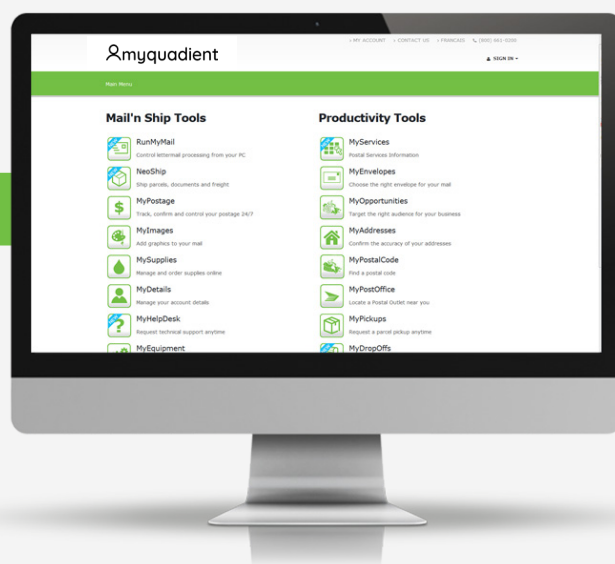 › MY ACCOUNT › CONTACT US › FRANÇAIS (800) 661-3200
myquadient
SIGN IN
Main Menu
Mail'n Ship Tools
RunMyMail
Control lettermail processing from your PC
NeoShip
Ship parcels, documents and freight
MyPostage
Track, confirm and control your postage 24/7
MyImages
Add graphics to your mail
MySupplies
Manage and order supplies online
MyDetails
Manage your account details
MyHelpDesk
Request technical support anytime
MyEquipment
Productivity Tools
MyServices
Postal Services Information
MyEnvelopes
Choose the right envelope for your mail
MyOpportunities
Target the right audience for your business
MyAddresses
Confirm the accuracy of your addresses
MyPostalCode
Find a postal code
MyPostOffice
Locate a Postal Outlet near you
MyPickups
Request a parcel pickup anytime
MyDropOffs